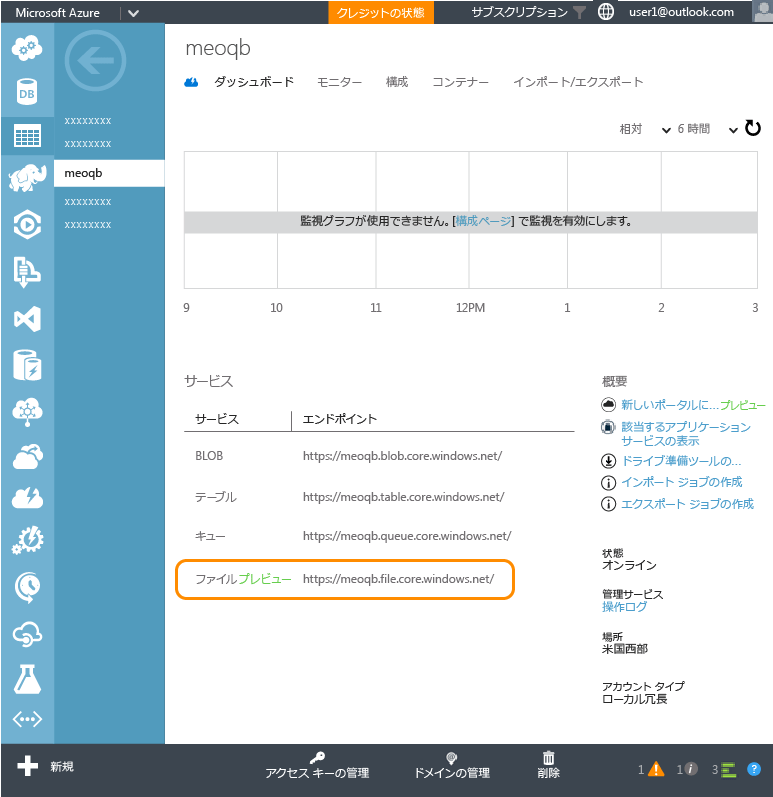 Microsoft Azure
クレジットの状態
サブスクリプション
user1@outlook.com
DB
xxxxxxxx
xxxxxxxx
meoqb
xxxxxxxx
xxxxxxxx
meoqb
ダッシュボード モニター 構成 コンテナー インポート/エクスポート
相対 6 時間
監視グラフが使用できません。[構成ページ] で監視を有効にします。
9 10 11 12PM 1 2 3
サービス
サービス エンドポイント
BLOB https://meoqb.blob.core.windows.net/
テーブル https://meoqb.table.core.windows.net/
キュー https://meoqb.queue.core.windows.net/
ファイルプレビュー https://meoqb.file.core.windows.net/
概要
新しいポータルに...プレビュー
該当するアプリケーション
サービスの表示
ドライブ準備ツールの...
インポート ジョブの作成
エクスポート ジョブの作成
状態
オンライン
管理サービス
操作ログ
場所
米国西部
アカウント タイプ
ローカル冗長
新規
アクセス キーの管理
ドメインの管理
削除
1 1 3 ?